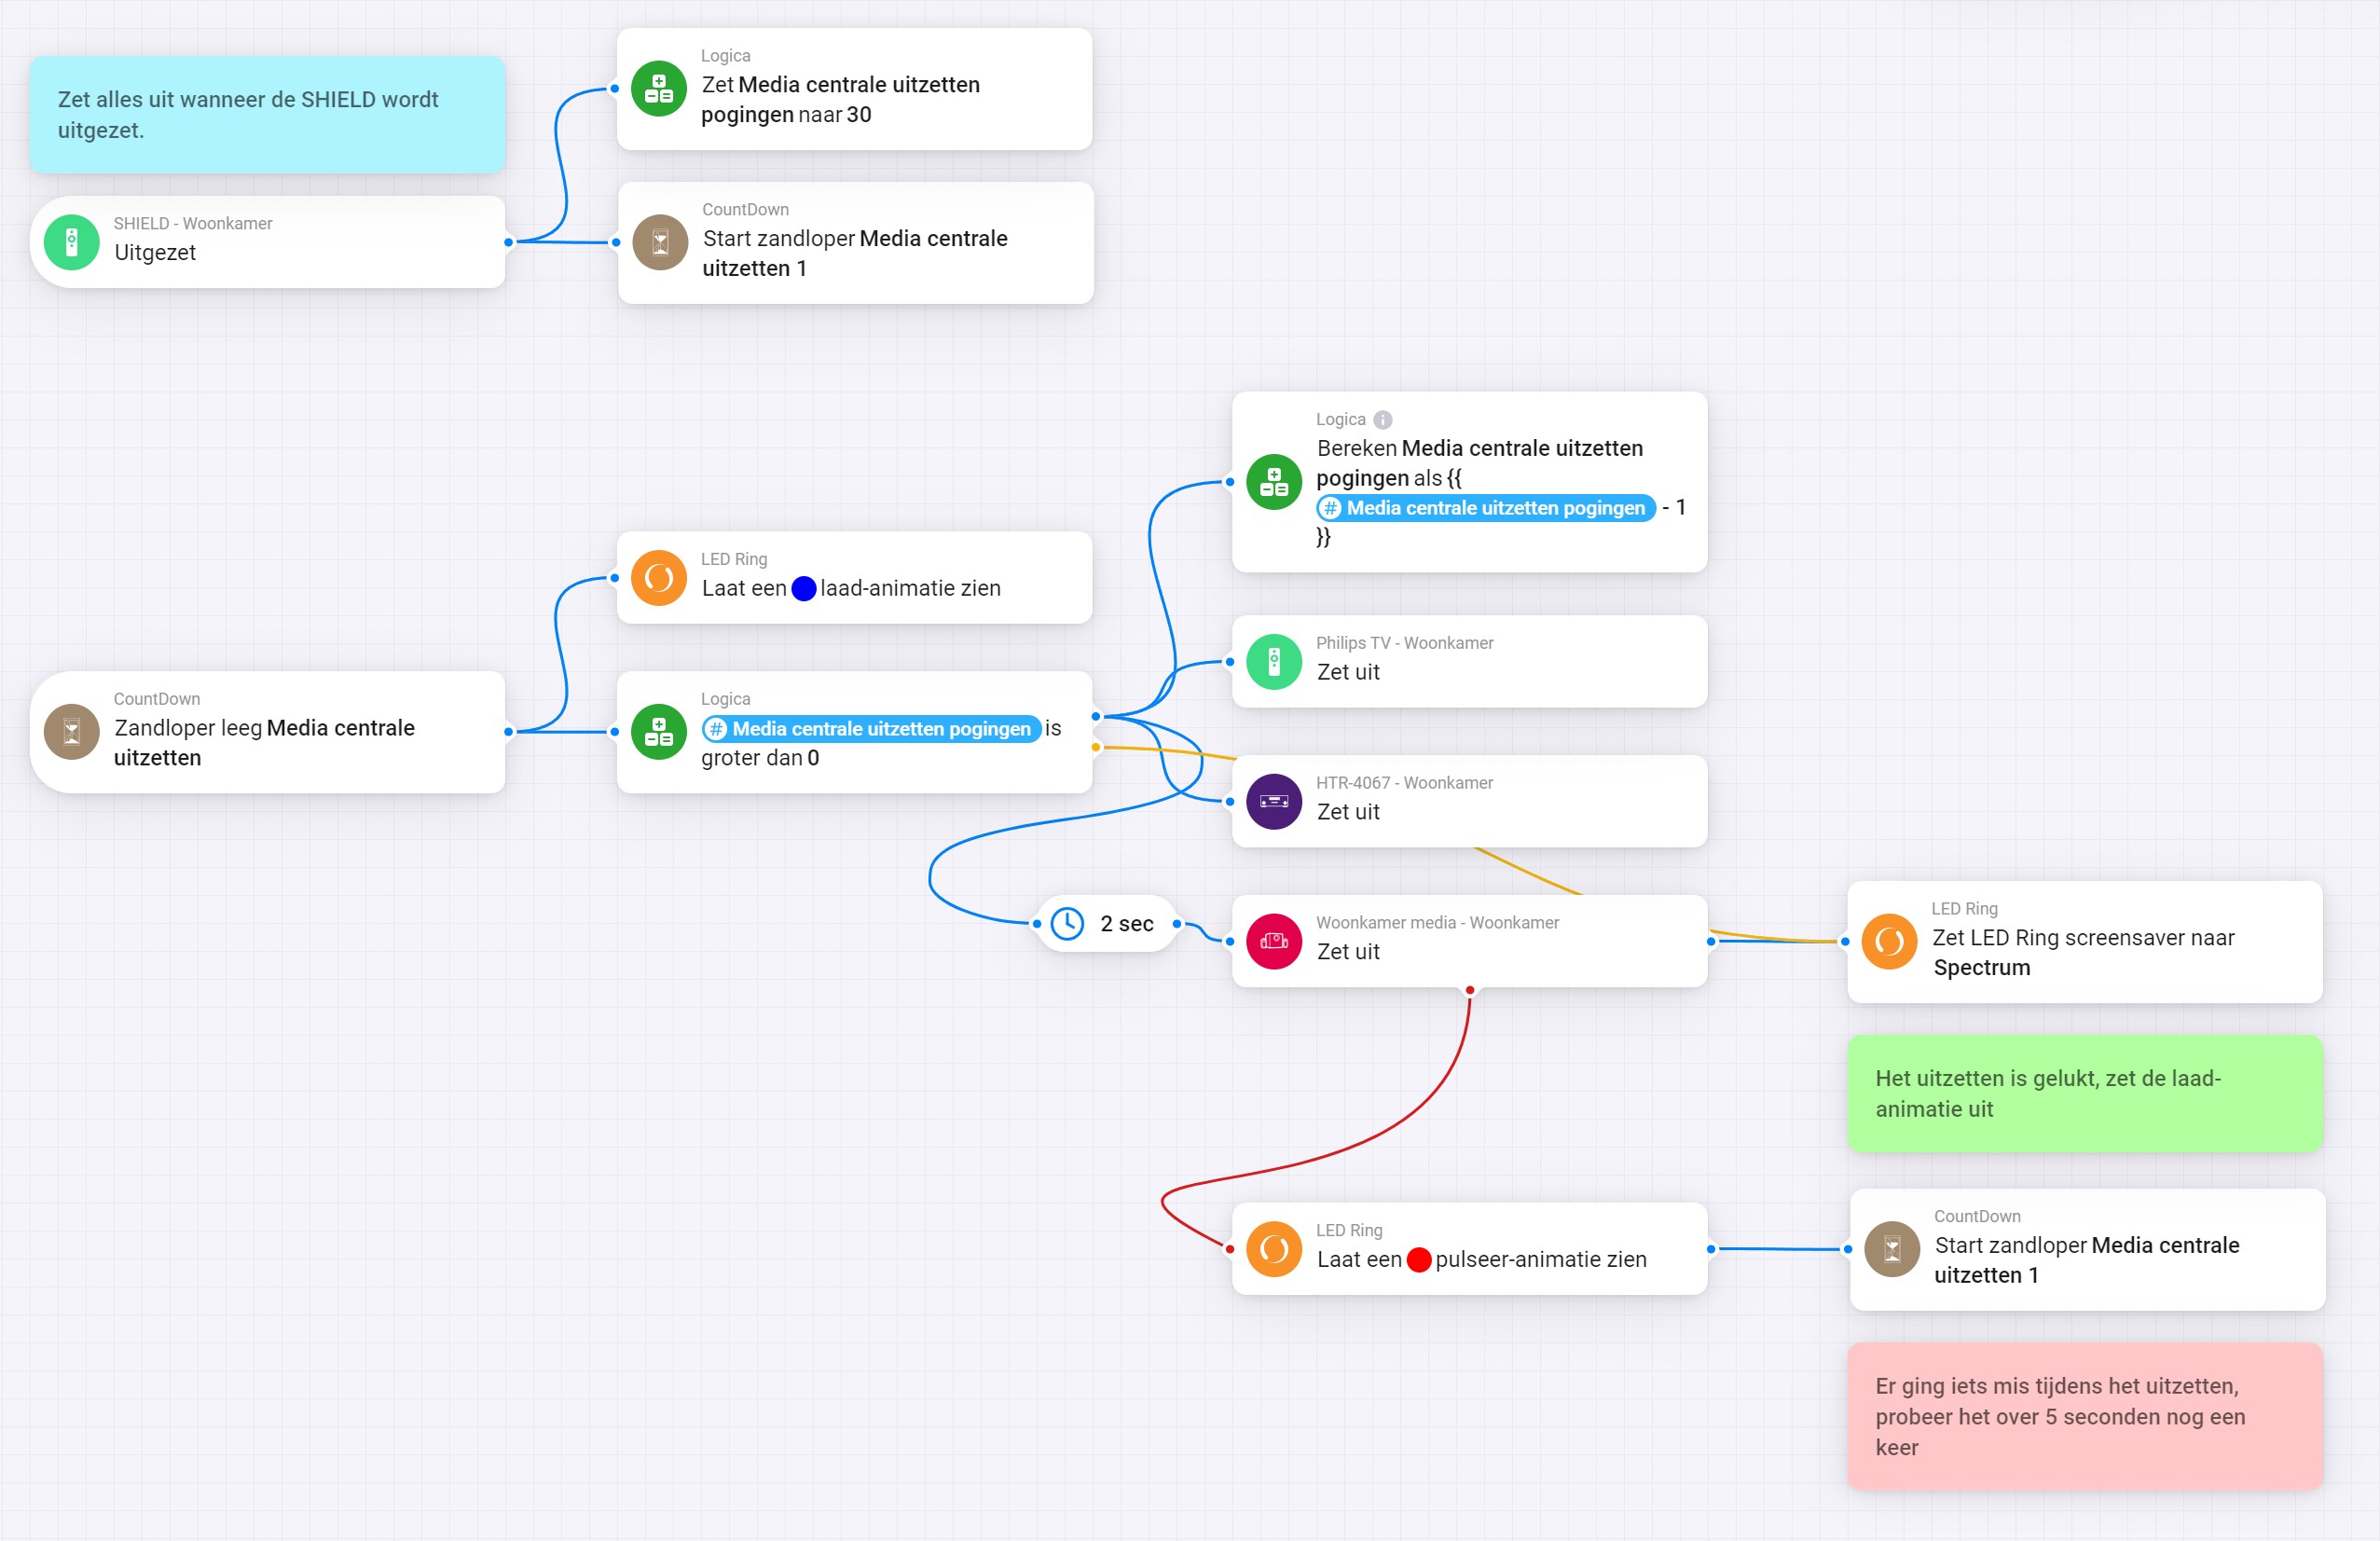 Zet alles uit wanneer de SHIELD wordt
uitgezet.
SHIELD - Woonkamer
Uitgezet
Logica
Zet Media centrale uitzetten
pogingen naar 30
CountDown
Start zandloper Media centrale
uitzetten 1
CountDown
Zandloper leeg Media centrale
uitzetten
LED Ring
Laat een laad-animatie zien
Logica
# Media centrale uitzetten pogingen is
groter dan 0
Logica i
Bereken Media centrale uitzetten
pogingen als {{
# Media centrale uitzetten pogingen - 1
}}
Philips TV - Woonkamer
Zet uit
HTR-4067 - Woonkamer
Zet uit
2 sec
Woonkamer media - Woonkamer
Zet uit
LED Ring
Zet LED Ring screensaver naar
Spectrum
Het uitzetten is gelukt, zet de laad-
animatie uit
LED Ring
Laat een pulseer-animatie zien
CountDown
Start zandloper Media centrale
uitzetten 1
Er ging iets mis tijdens het uitzetten,
probeer het over 5 seconden nog een
keer